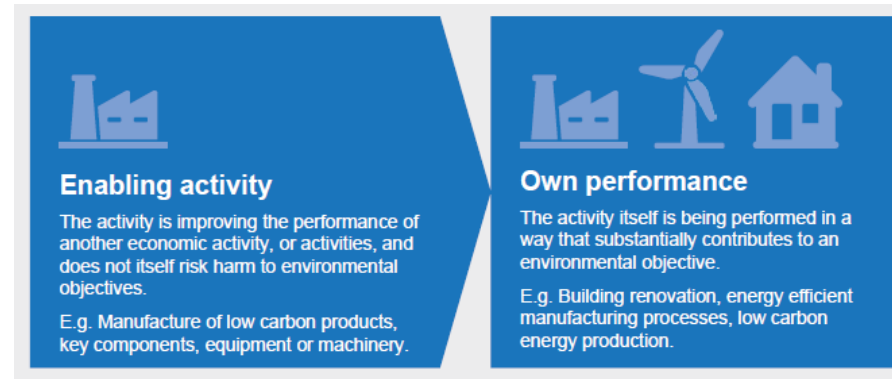 Enabling activity
The activity is improving the performance of
another economic activity, or activities, and
does not itself risk harm to environmental
objectives.
E.g. Manufacture of low carbon products,
key components, equipment or machinery.
Own performance
The activity itself is being performed in a
way that substantially contributes to an
environmental objective.
E.g. Building renovation, energy efficient
manufacturing processes, low carbon
energy production.